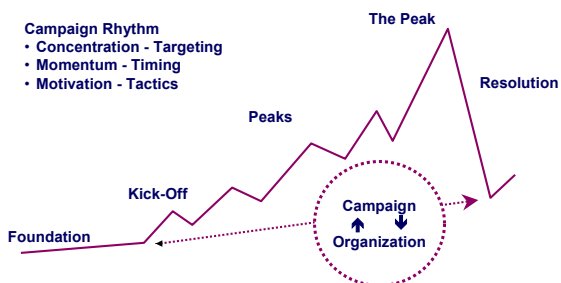 The Peak
Campaign Rhythm
• Concentration - Targeting
• Momentum - Timing
• Motivation - Tactics
Resolution
Peaks
Kick-Off
Campaign
Organization
Foundation